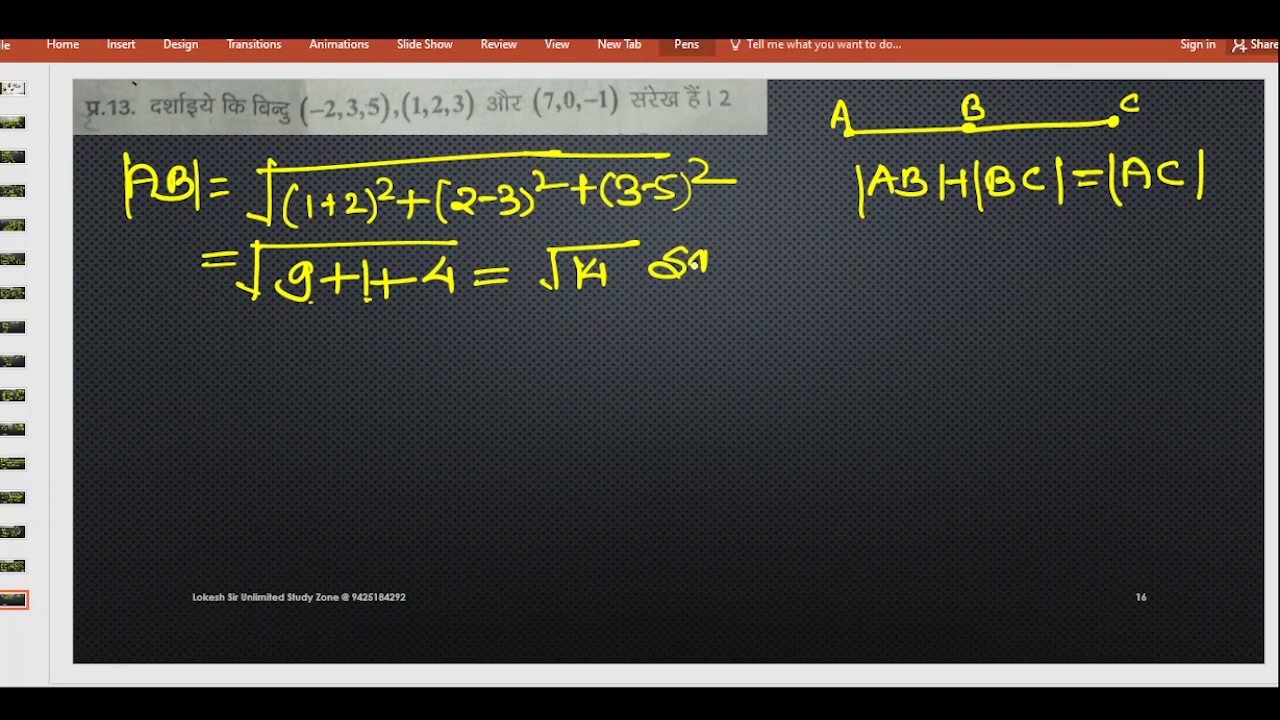 Home Insert Design Transitions Animations Slide Show Review View New Tab Pens Tell me what you want to do... Sign in Share
प्र.13. दर्शाइये कि बिन्दु (−2,3,5),(1,2,3) और (7,0,−1) संरेख हैं। 2
A B C
|AB| = √(1+2)²+(2-3)²+(3-5)²
|AB|+|BC|=|AC|
=√9+1+4 = √14
Lokesh Sir Unlimited Study Zone @ 9425184292
16